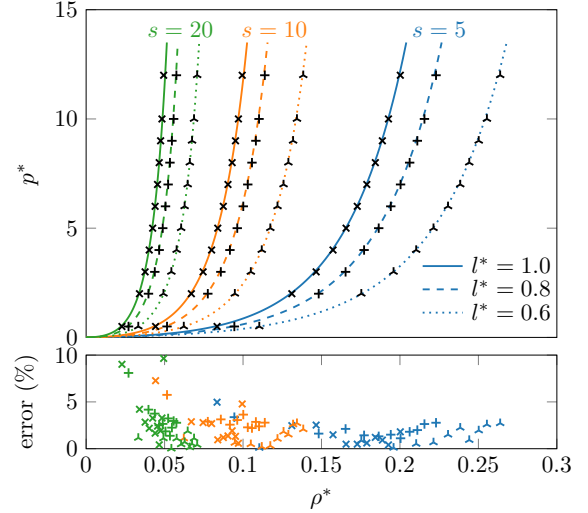 s = 20 s = 10 s = 5
15
10
p*
5
l* = 1.0
l* = 0.8
l* = 0.6
0
10
error (%)
5
0
0 0.05 0.1 0.15 0.2 0.25 0.3
ρ*